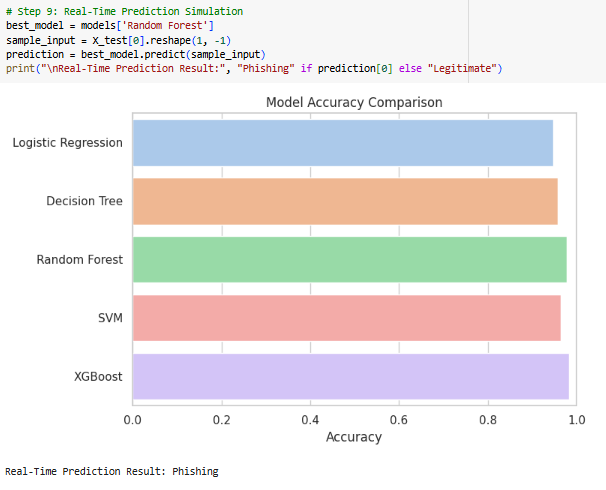 # Step 9: Real-Time Prediction Simulation
best_model = models['Random Forest']
sample_input = X_test[0].reshape(1, -1)
prediction = best_model.predict(sample_input)
print("\nReal-Time Prediction Result:", "Phishing" if prediction[0] else "Legitimate")
Model Accuracy Comparison
Logistic Regression
Decision Tree
Random Forest
SVM
XGBoost
0.0 0.2 0.4 0.6 0.8 1.0
Accuracy
Real-Time Prediction Result: Phishing